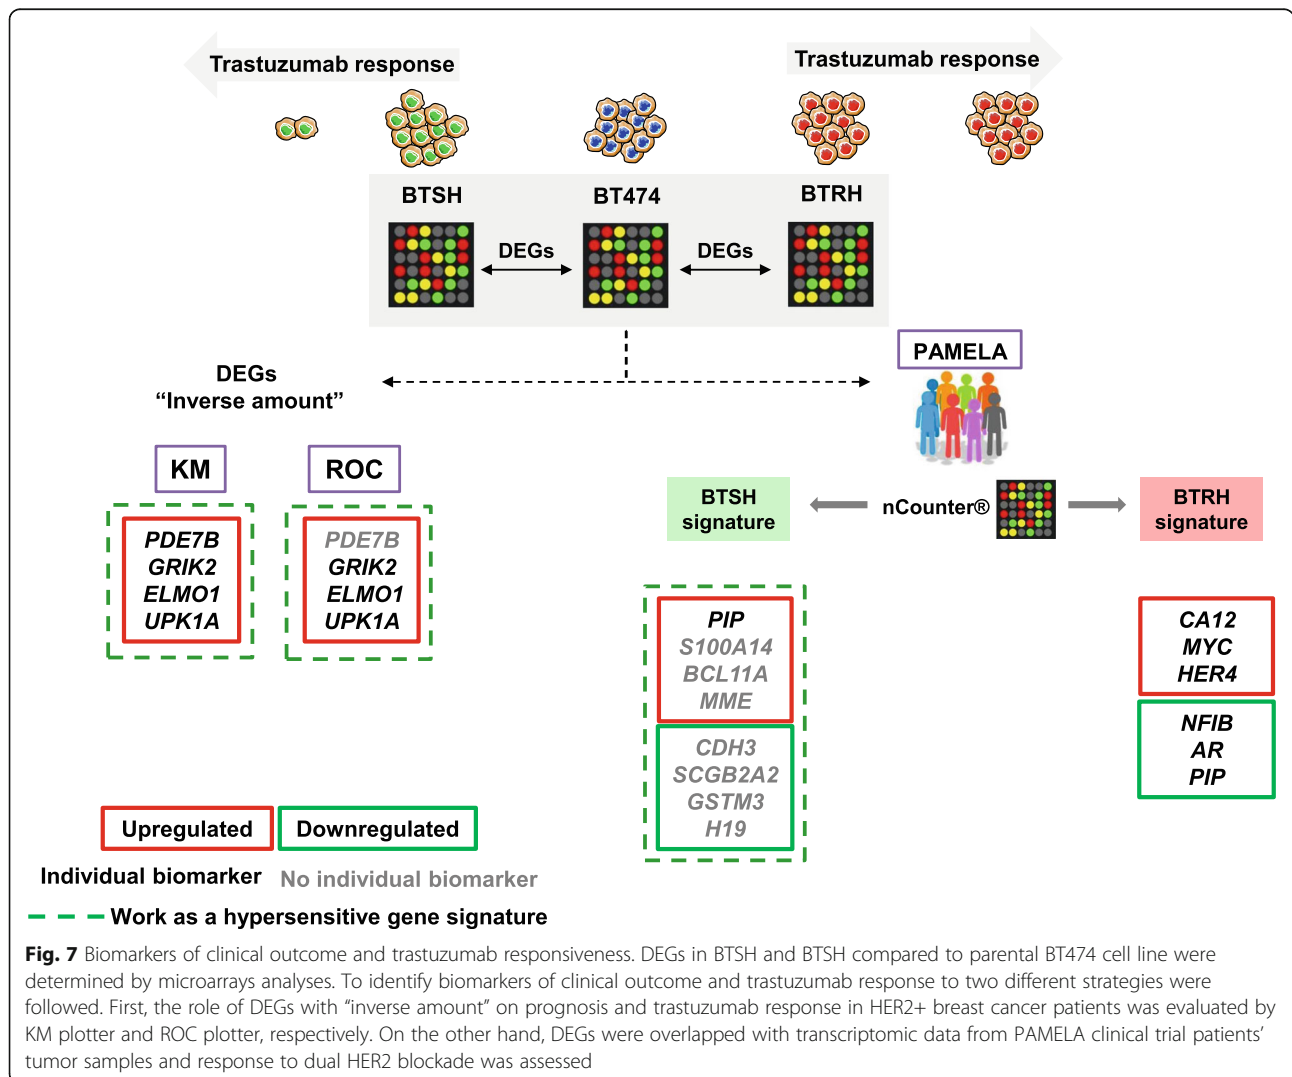 Trastuzumab response
Trastuzumab response
BTSH
BT474
BTRH
DEGs
DEGs
PAMELA
DEGs
“Inverse amount”
KM
ROC
PDE7B
GRIK2
ELMO1
UPK1A
PDE7B
GRIK2
ELMO1
UPK1A
BTSH
signature
nCounter®
BTRH
signature
PIP
S100A14
BCL11A
MME
CDH3
SCGB2A2
GSTM3
H19
CA12
MYC
HER4
NFIB
AR
PIP
Upregulated
Downregulated
Individual biomarker
No individual biomarker
Work as a hypersensitive gene signature
Fig. 7 Biomarkers of clinical outcome and trastuzumab responsiveness. DEGs in BTSH and BTSH compared to parental BT474 cell line were
determined by microarrays analyses. To identify biomarkers of clinical outcome and trastuzumab response to two different strategies were
followed. First, the role of DEGs with “inverse amount” on prognosis and trastuzumab response in HER2+ breast cancer patients was evaluated by
KM plotter and ROC plotter, respectively. On the other hand, DEGs were overlapped with transcriptomic data from PAMELA clinical trial patients’
tumor samples and response to dual HER2 blockade was assessed